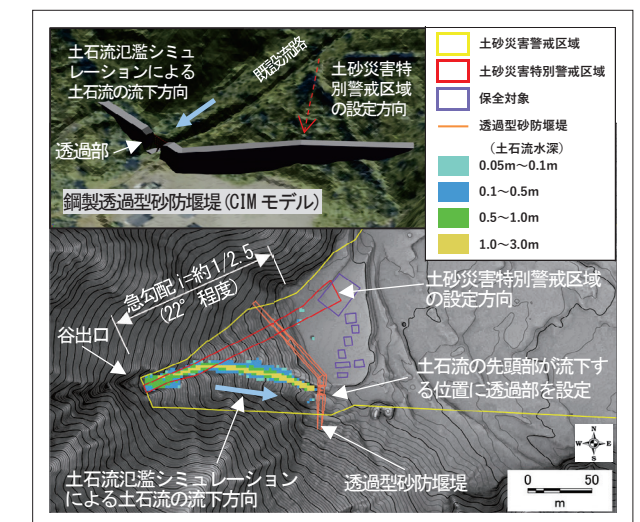 土石流氾濫シミュ
レーションによる
土石流の流下方向
既設流路
土砂災害特
別警戒区域
の設定方向
透過部
鋼製透過型砂防堰堤(CIMモデル)
土砂災害警戒区域
土砂災害特別警戒区域
保全対象
透過型砂防堰堤
(土石流水深)
0.05m～0.1m
0.1～0.5m
0.5～1.0m
1.0～3.0m
急勾配 i=約1/2.5
(22°程度)
谷出口
土砂災害特別警戒区域
の設定方向
土石流の先頭部が流下す
る位置に透過部を設定
土石流氾濫シミュレーション
による土石流の流下方向
透過型砂防堰堤
N
W
E
S
0 50
m